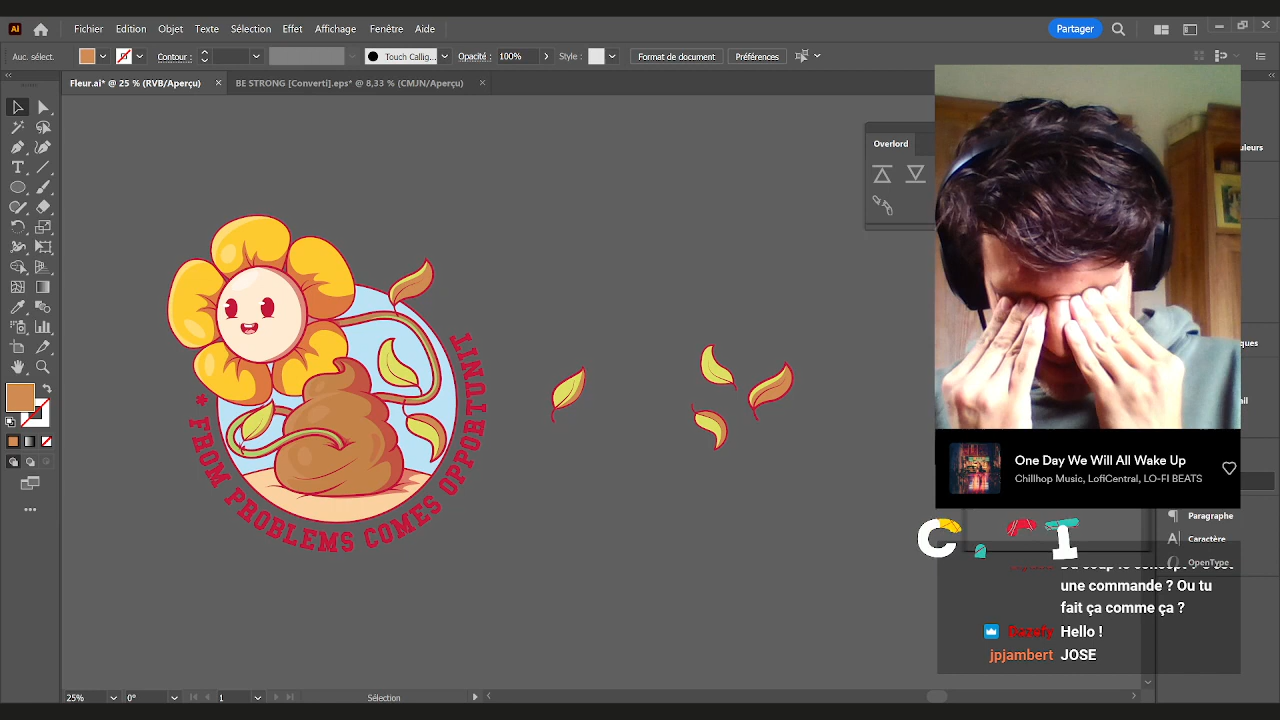 Ai
Fichier Edition Objet Texte Sélection Effet Affichage Fenêtre Aide
Partager
Auc. sélect.
Contour :
Touch Callig...
Opacité :
100%
Style :
Format de document
Préférences
Fleur.ai* @ 25 % (RVB/Aperçu)
BE STRONG [Converti].eps* @ 8,33 % (CMJN/Aperçu)
Overlord
* FROM PROBLEMS COMES OPPORTUNIT
One Day We Will All Wake Up
Chillhop Music, LofiCentral, LO-FI BEATS
Paragraphe
Caractère
OpenType
une commande ? Ou tu
fait ça comme ça ?
Dazefy Hello !
jpjambert JOSE
25%
0°
1
Sélection